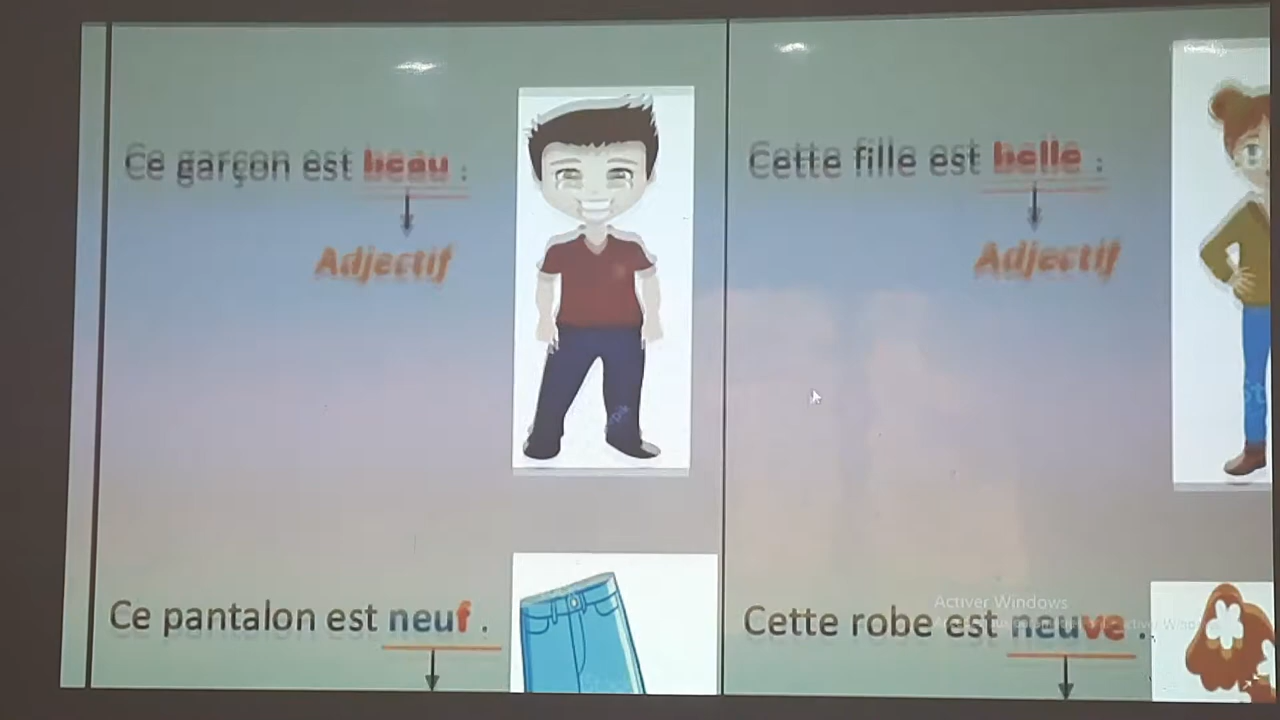 Ce garçon est beau :
Adjectif
Ce pantalon est neuf .
Cette fille est belle :
Adjectif
Cette robe est neuve .
Activer Windows